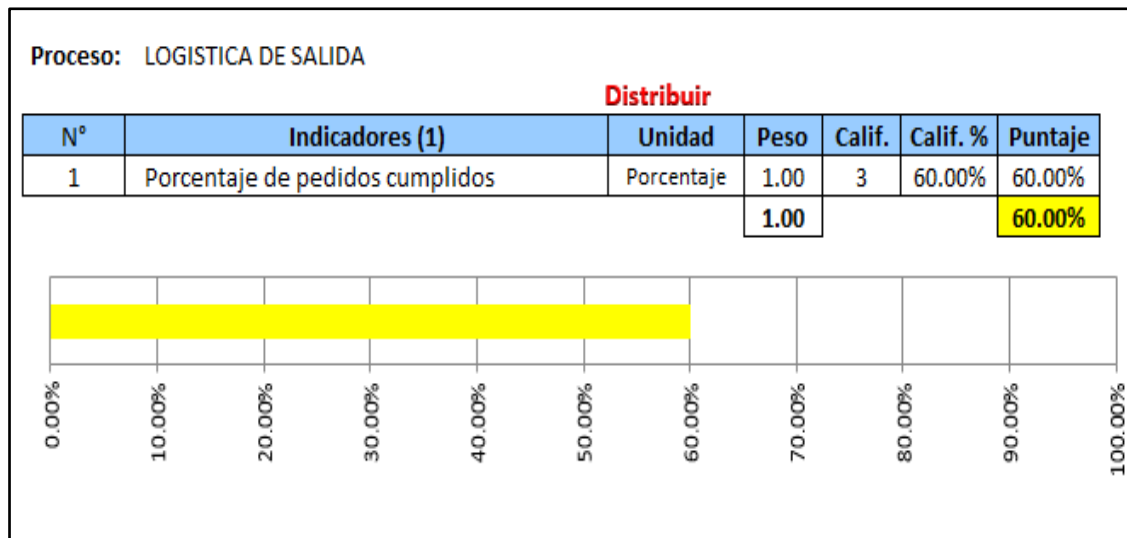 Proceso: LOGISTICA DE SALIDA
Distribuir
N° Indicadores (1) Unidad Peso Calif. Calif. % Puntaje
1 Porcentaje de pedidos cumplidos Porcentaje 1.00 3 60.00% 60.00%
1.00 60.00%
0.00% 10.00% 20.00% 30.00% 40.00% 50.00% 60.00% 70.00% 80.00% 90.00% 100.00%